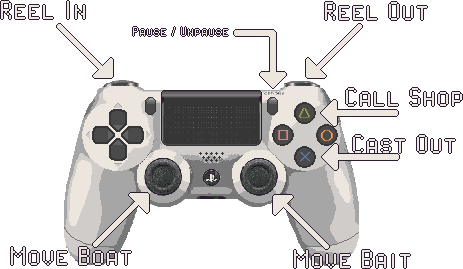 Reel In
Reel Out
Pause / Unpause
Call Shop
Cast Out
Move Boat
Move Bait